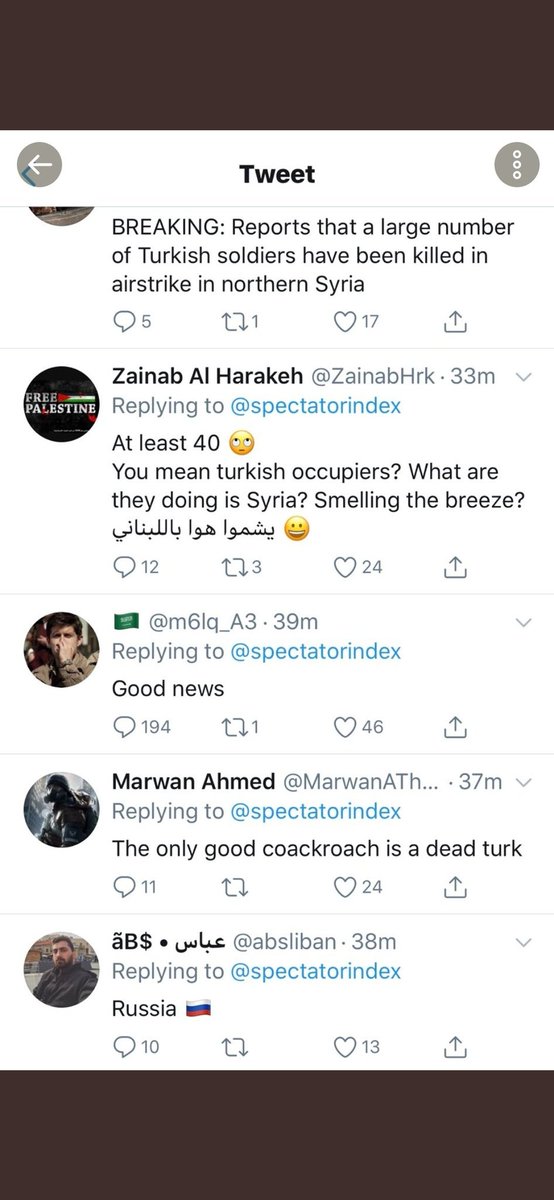 Tweet
BREAKING: Reports that a large number
of Turkish soldiers have been killed in
airstrike in northern Syria
5 1 17
Zainab Al Harakeh @ZainabHrk · 33m
Replying to @spectatorindex
FREE
PALESTINE
At least 40 🙄
You mean turkish occupiers? What are
they doing is Syria? Smelling the breeze?
يشموا هوا باللبناني 😀
12 3 24
🇸🇦 @m6lq_A3 · 39m
Replying to @spectatorindex
Good news
194 1 46
Marwan Ahmed @MarwanATh... · 37m
Replying to @spectatorindex
The only good coackroach is a dead turk
11 24
ãB$ • عباس @absliban · 38m
Replying to @spectatorindex
Russia 🇷🇺
10 13